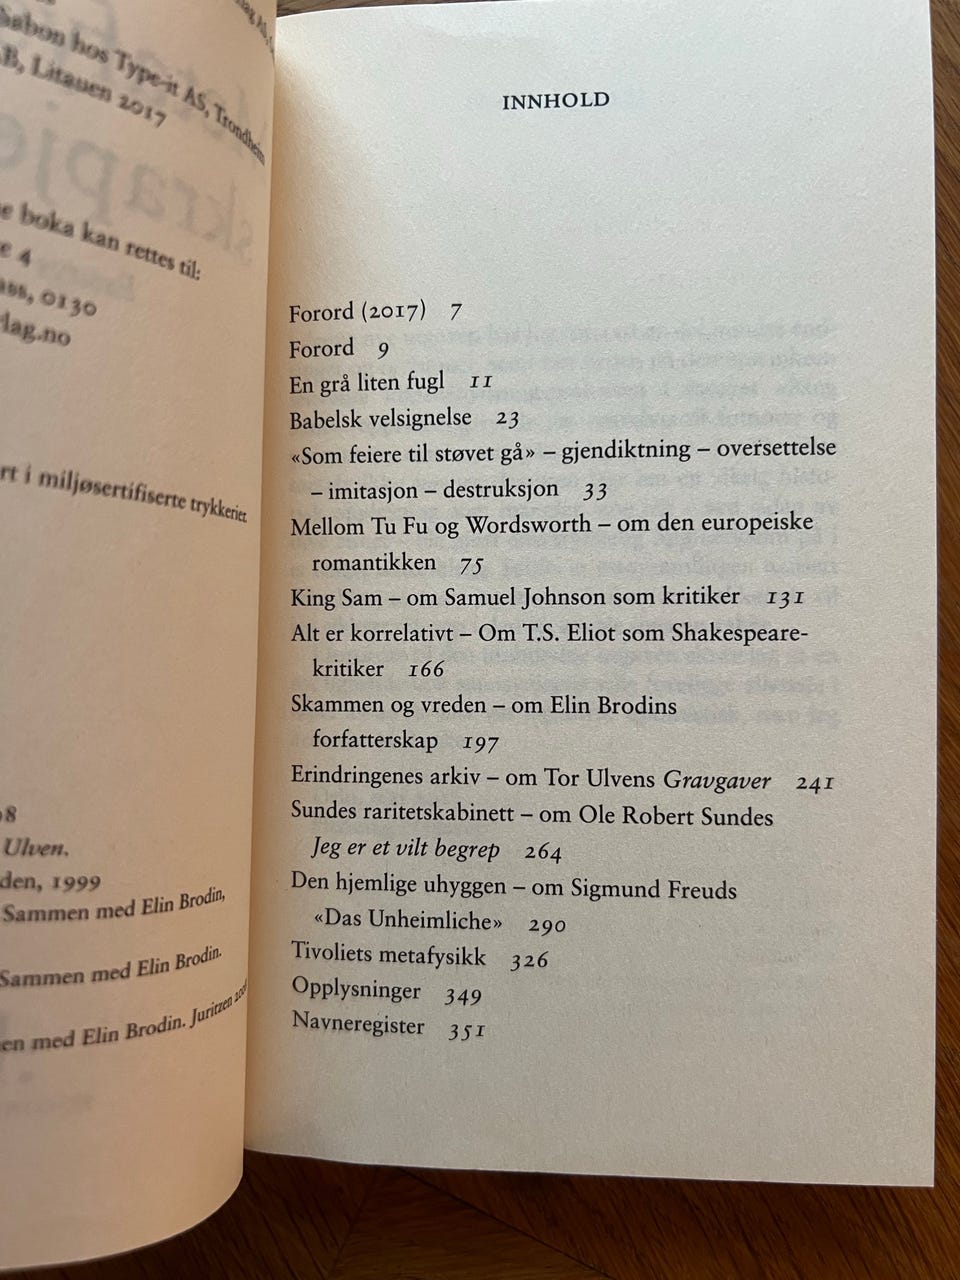 Sabon hos Type-it AS, Trondheim
Litauen 2017
boka kan rettes til:
4
0130
i miljøsertifiserte trykkeriet
Ulven.
1999
Sammen med Elin Brodin,
Sammen med Elin Brodin.
med Elin Brodin. Juritzen
INNHOLD
Forord (2017) 7
Forord 9
En grå liten fugl 11
Babelsk velsignelse 23
«Som feiere til støvet gå» – gjendiktning – oversettelse
– imitasjon – destruksjon 33
Mellom Tu Fu og Wordsworth – om den europeiske
romantikken 75
King Sam – om Samuel Johnson som kritiker 131
Alt er korrelativt – Om T.S. Eliot som Shakespeare-
kritiker 166
Skammen og vreden – om Elin Brodins
forfatterskap 197
Erindringenes arkiv – om Tor Ulvens Gravgaver 241
Sundes raritetskabinett – om Ole Robert Sundes
Jeg er et vilt begrep 264
Den hjemlige uhyggen – om Sigmund Freuds
«Das Unheimliche» 290
Tivoliets metafysikk 326
Opplysninger 349
Navneregister 351